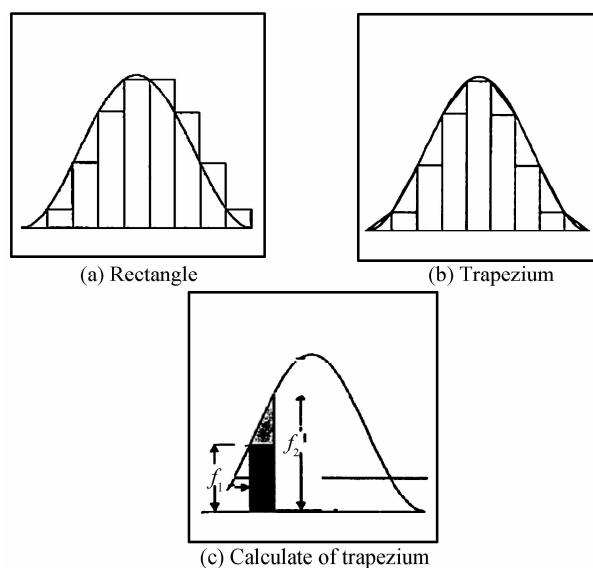 (a) Rectangle
(b) Trapezium
f1
f2
(c) Calculate of trapezium